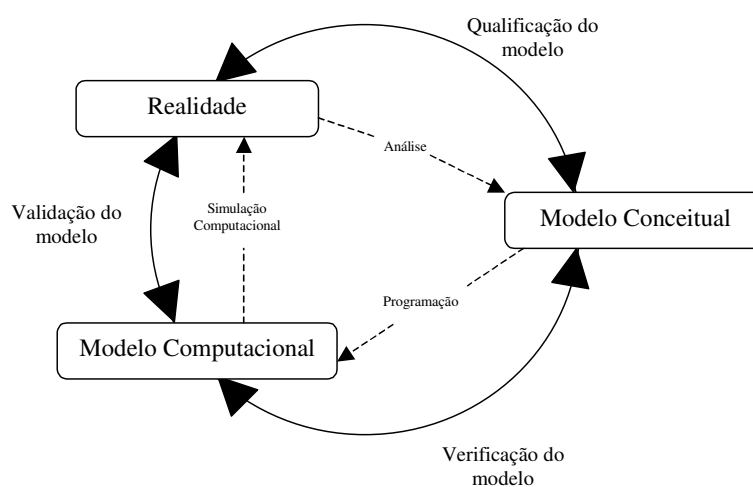 Qualificação do
modelo
Realidade
Análise
Modelo Conceitual
Validação do
modelo
Simulação
Computacional
Programação
Modelo Computacional
Verificação do
modelo